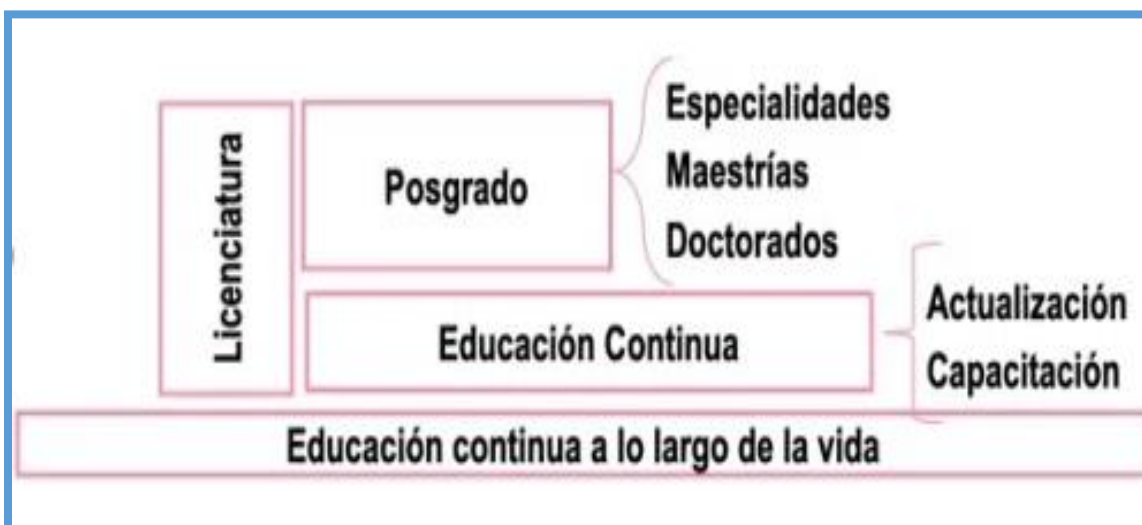 Licenciatura
Posgrado
Especialidades
Maestrías
Doctorados
Educación Continua
Actualización
Capacitación
Educación continua a lo largo de la vida